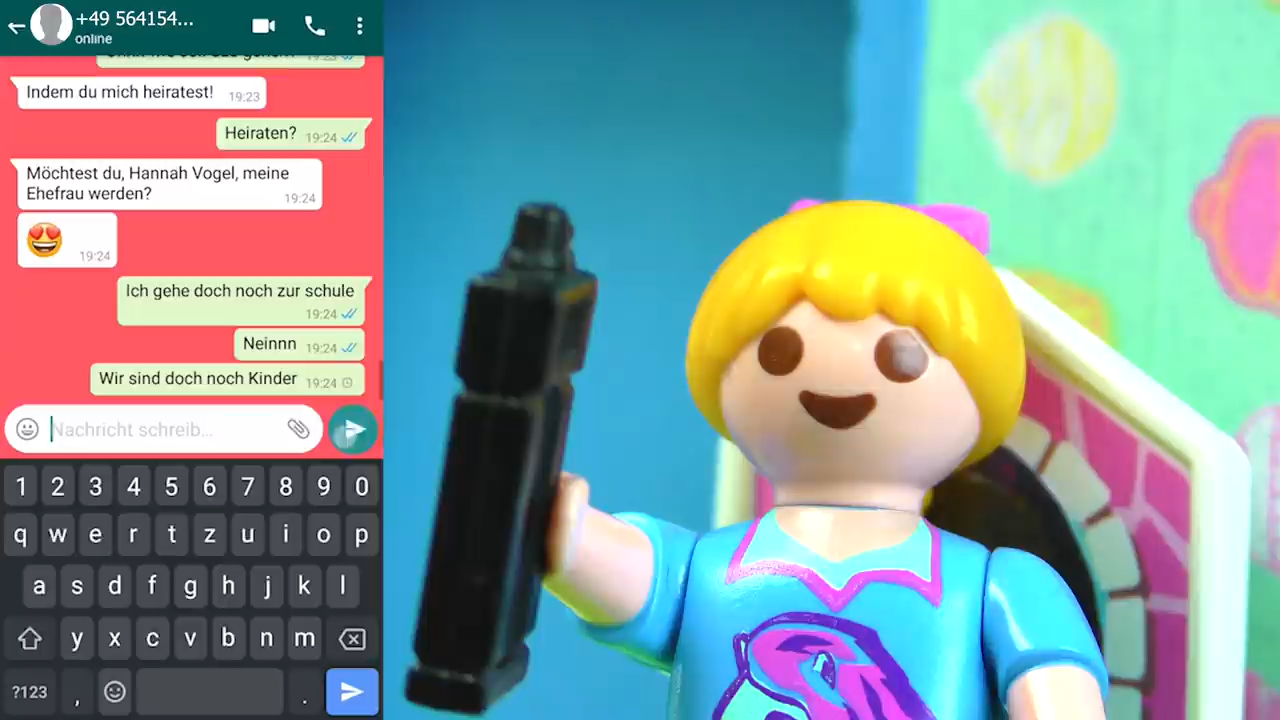 +49 564154...
online
Indem du mich heiratest! 19:23
Heiraten? 19:24
Möchtest du, Hannah Vogel, meine
Ehefrau werden? 19:24
😍 19:24
Ich gehe doch noch zur schule
19:24
Neinnn 19:24
Wir sind doch noch Kinder 19:24
Nachricht schreib...
1 2 3 4 5 6 7 8 9 0
q w e r t z u i o p
a s d f g h j k l
y x c v b n m
?123 , .